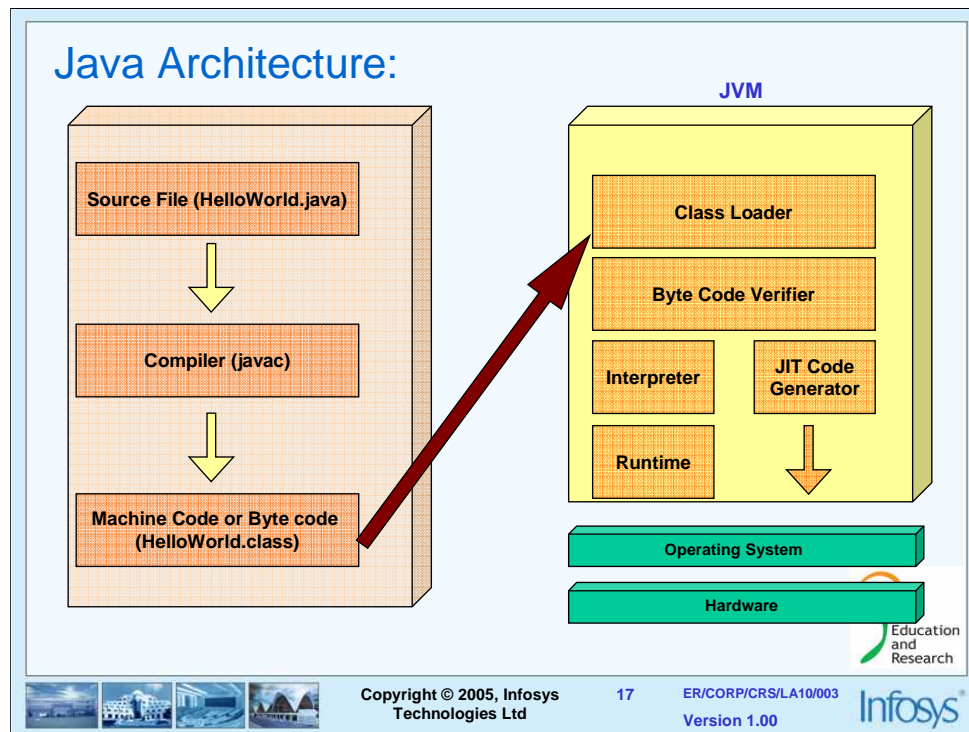 Java Architecture:
JVM
Source File (HelloWorld.java)
Compiler (javac)
Machine Code or Byte code
(HelloWorld.class)
Class Loader
Byte Code Verifier
Interpreter
JIT Code
Generator
Runtime
Operating System
Hardware
Education
and
Research
Copyright © 2005, Infosys
Technologies Ltd
17
ER/CORP/CRS/LA10/003
Version 1.00
Infosys®